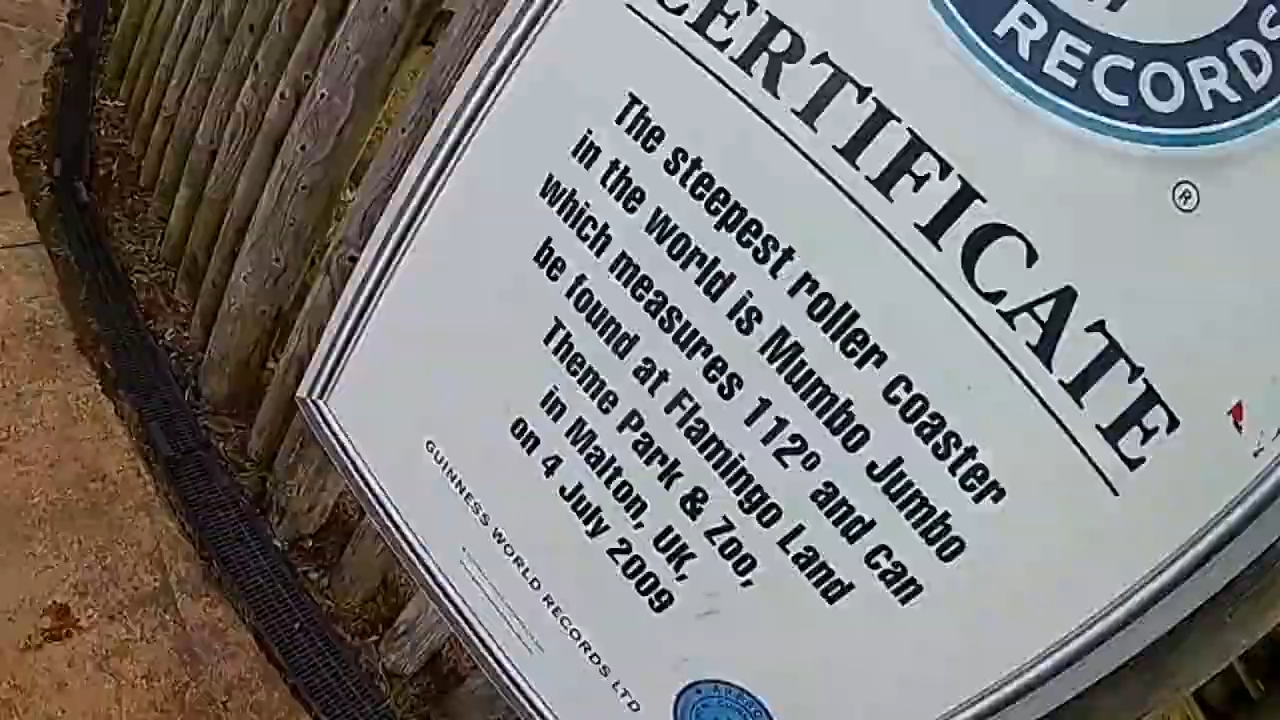 RECORDS
®
CERTIFICATE
The steepest roller coaster
in the world is Mumbo Jumbo
which measures 112º and can
be found at Flamingo Land
Theme Park & Zoo,
in Malton, UK,
on 4 July 2009
GUINNESS WORLD RECORDS LTD